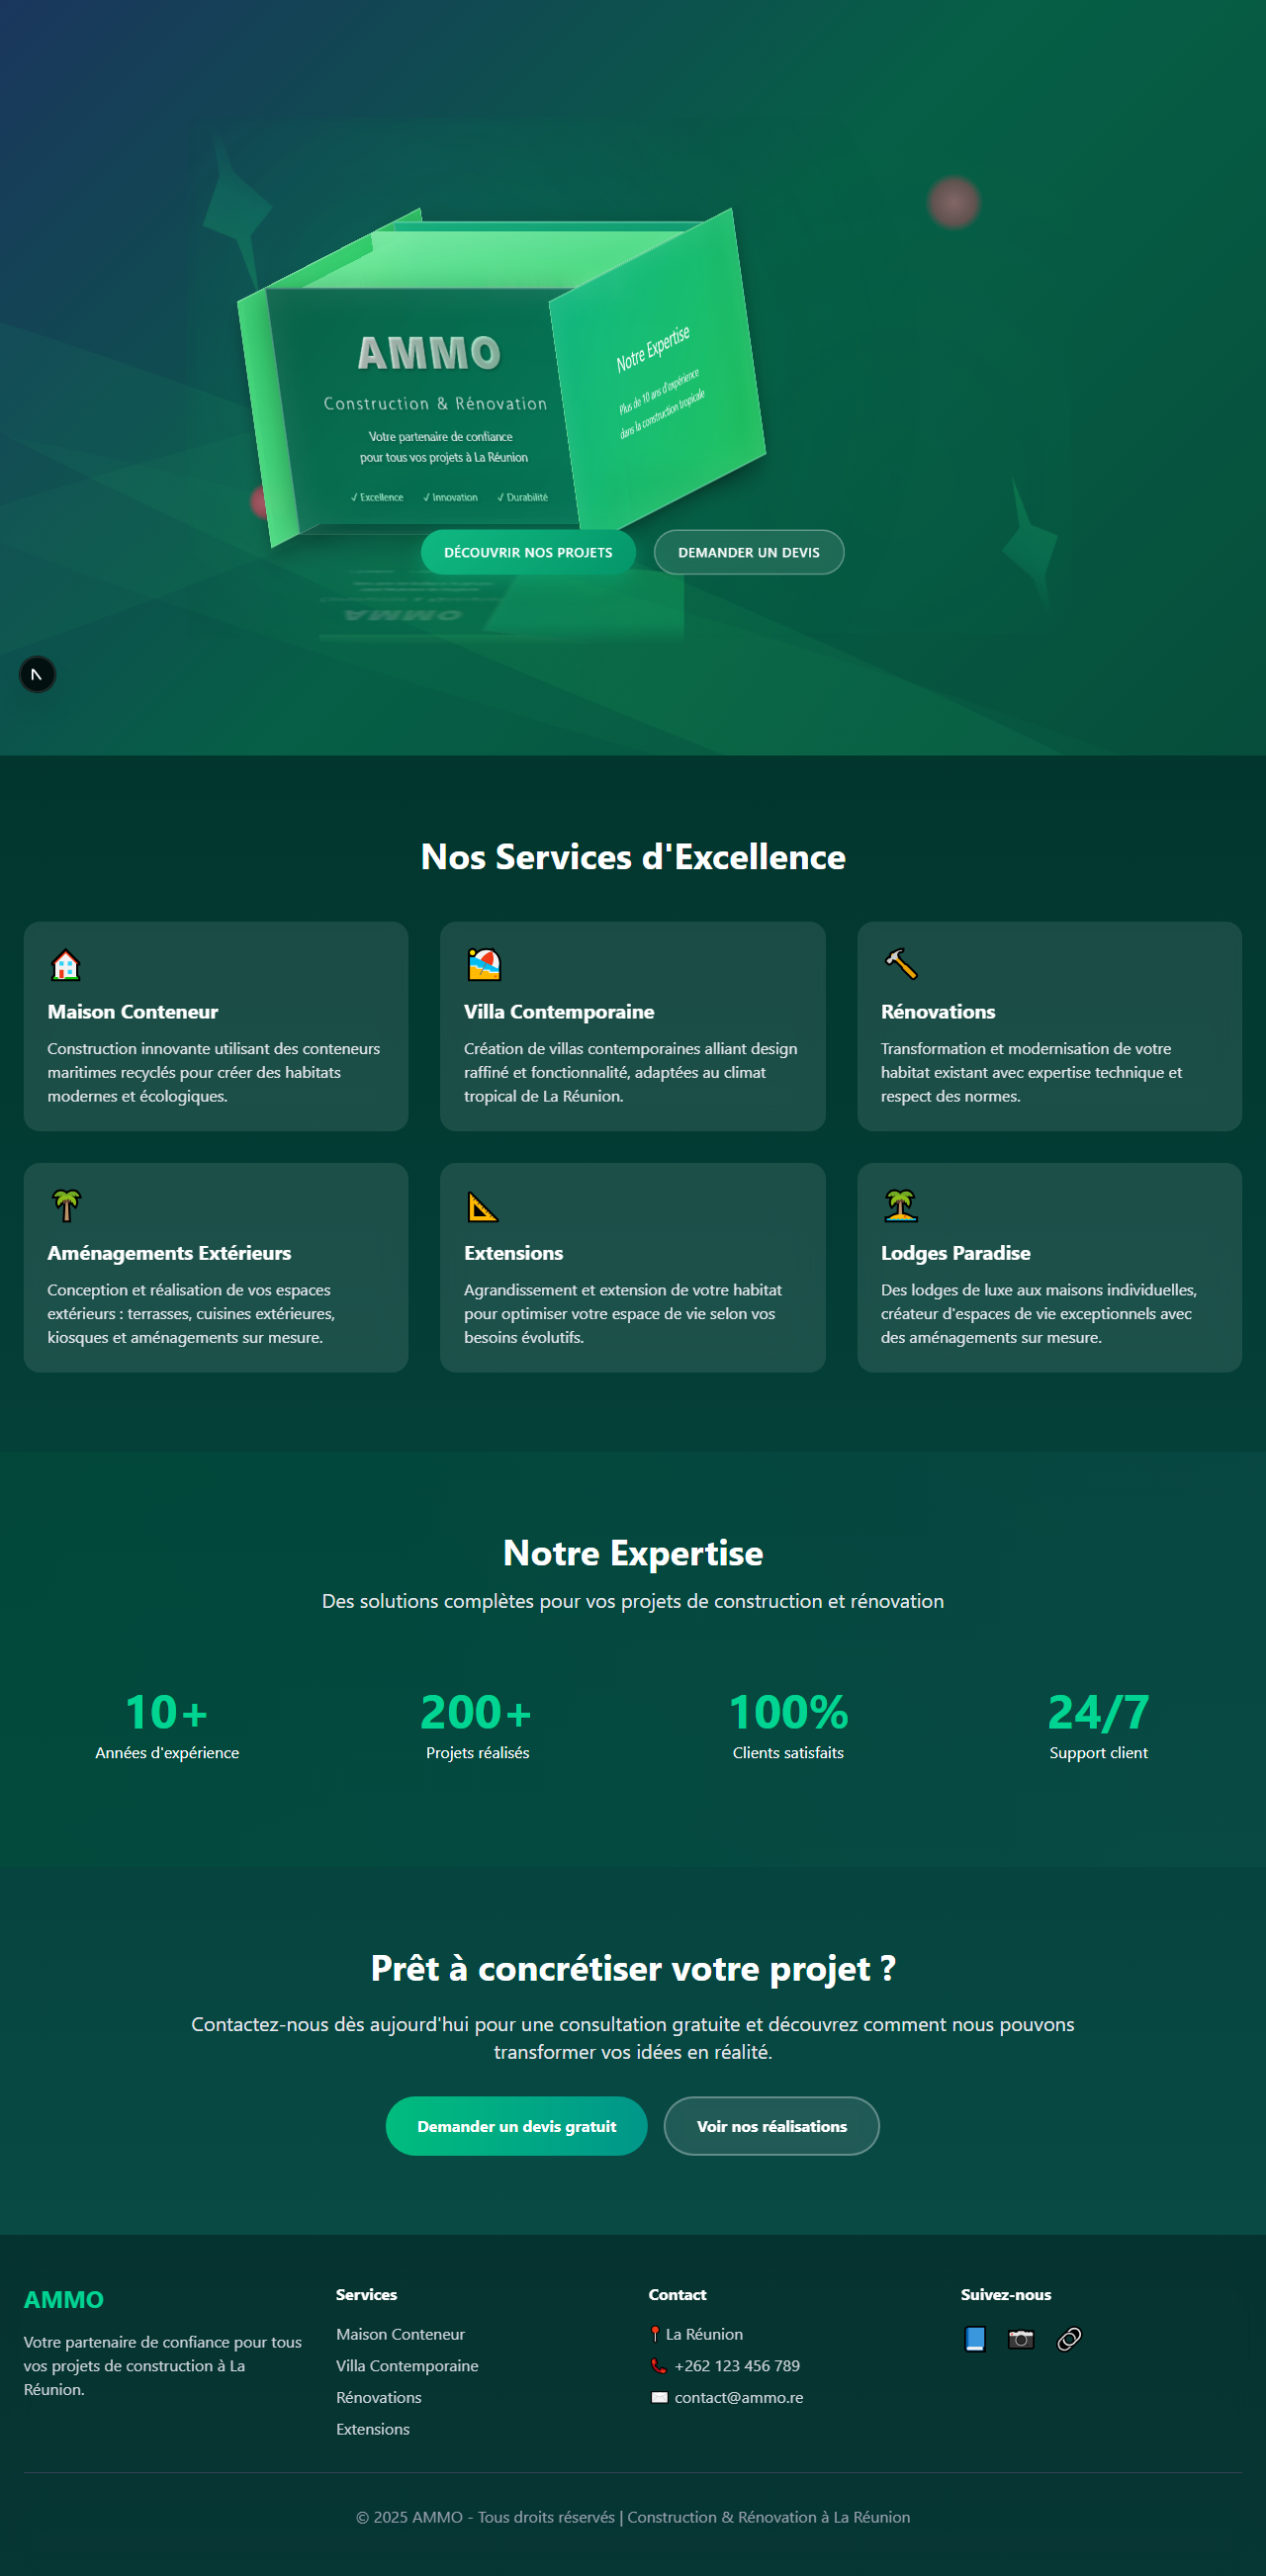 AMMO
Construction & Rénovation
Votre partenaire de confiance
pour tous vos projets à La Réunion
✓ Excellence ✓ Innovation ✓ Durabilité
Notre Expertise
Plus de 10 ans d'expérience
dans la construction tropicale
DÉCOUVRIR NOS PROJETS
DEMANDER UN DEVIS
AMMO
Nos Services d'Excellence
Maison Conteneur
Construction innovante utilisant des conteneurs
maritimes recyclés pour créer des habitats
modernes et écologiques.
Villa Contemporaine
Création de villas contemporaines alliant design
raffiné et fonctionnalité, adaptées au climat
tropical de La Réunion.
Rénovations
Transformation et modernisation de votre
habitat existant avec expertise technique et
respect des normes.
Aménagements Extérieurs
Conception et réalisation de vos espaces
extérieurs : terrasses, cuisines extérieures,
kiosques et aménagements sur mesure.
Extensions
Agrandissement et extension de votre habitat
pour optimiser votre espace de vie selon vos
besoins évolutifs.
Lodges Paradise
Des lodges de luxe aux maisons individuelles,
créateur d'espaces de vie exceptionnels avec
des aménagements sur mesure.
Notre Expertise
Des solutions complètes pour vos projets de construction et rénovation
10+
Années d'expérience
200+
Projets réalisés
100%
Clients satisfaits
24/7
Support client
Prêt à concrétiser votre projet ?
Contactez-nous dès aujourd'hui pour une consultation gratuite et découvrez comment nous pouvons
transformer vos idées en réalité.
Demander un devis gratuit
Voir nos réalisations
AMMO
Votre partenaire de confiance pour tous
vos projets de construction à La
Réunion.
Services
Maison Conteneur
Villa Contemporaine
Rénovations
Extensions
Contact
La Réunion
+262 123 456 789
contact@ammo.re
Suivez-nous
© 2025 AMMO - Tous droits réservés | Construction & Rénovation à La Réunion